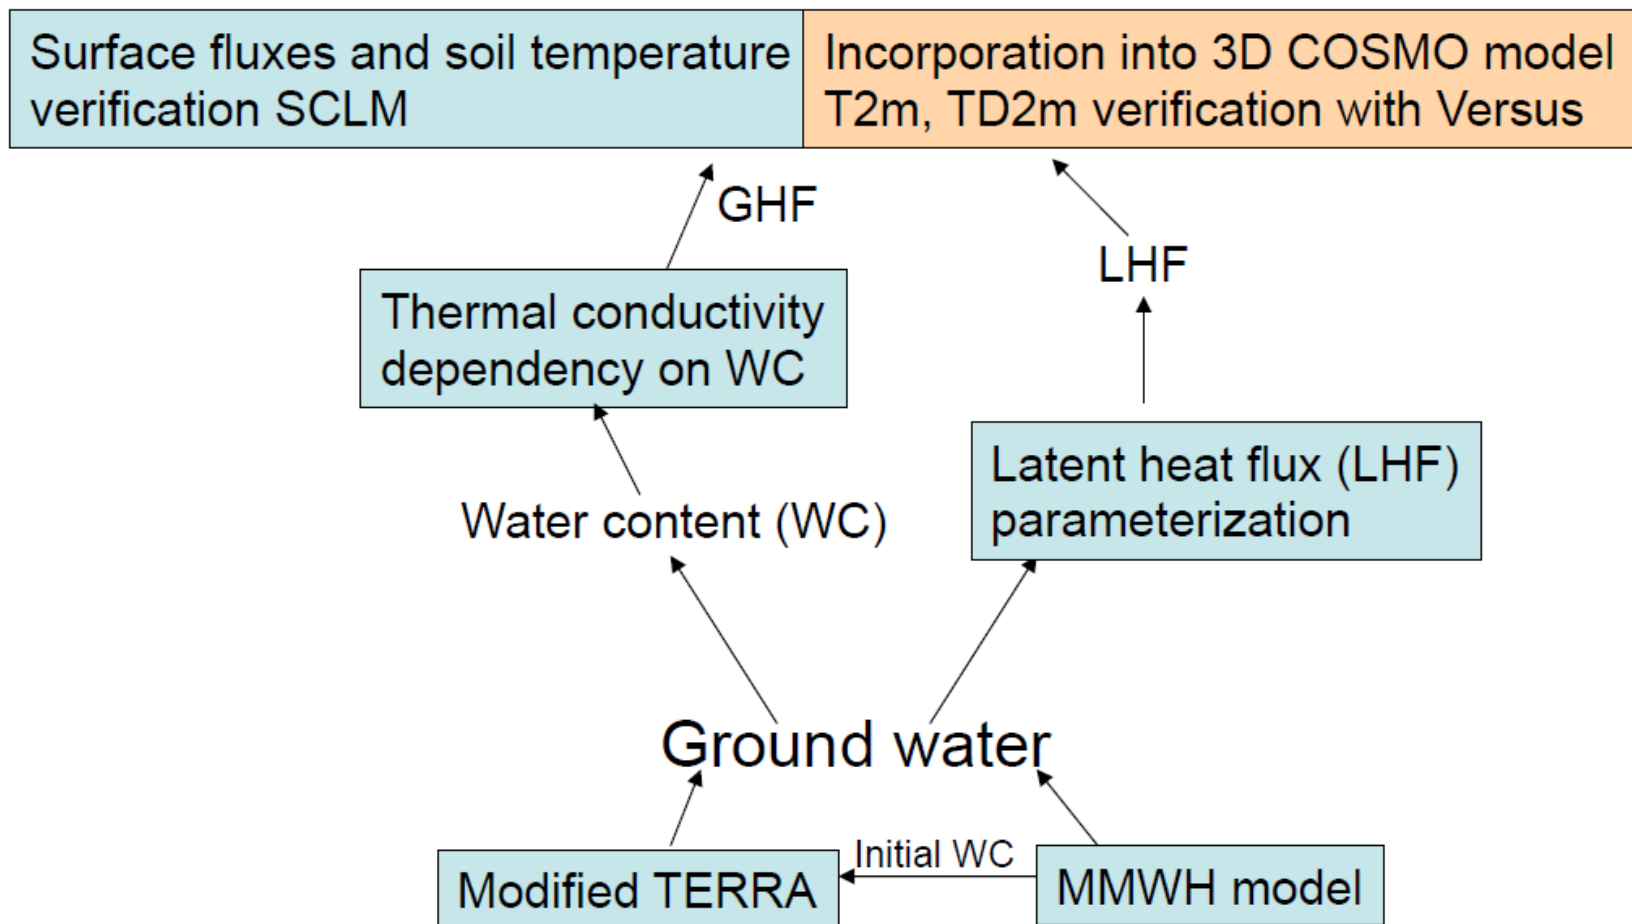 Surface fluxes and soil temperature
verification SCLM
Incorporation into 3D COSMO model
T2m, TD2m verification with Versus
GHF
LHF
Thermal conductivity
dependency on WC
Latent heat flux (LHF)
parameterization
Water content (WC)
Ground water
Initial WC
Modified TERRA
MMWH model